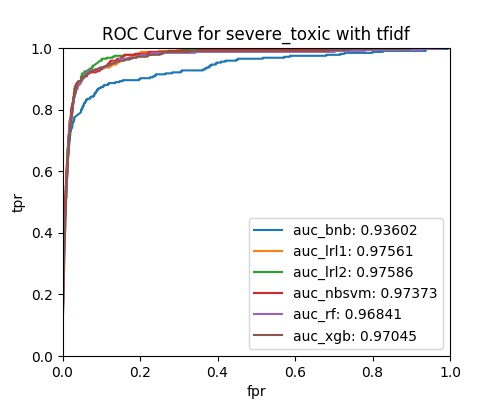 ROC Curve for severe_toxic with tfidf
1.0
0.8
0.6
0.4
0.2
0.0
tpr
auc_bnb: 0.93602
auc_lrl1: 0.97561
auc_lrl2: 0.97586
auc_nbsvm: 0.97373
auc_rf: 0.96841
auc_xgb: 0.97045
0.0 0.2 0.4 0.6 0.8 1.0
fpr